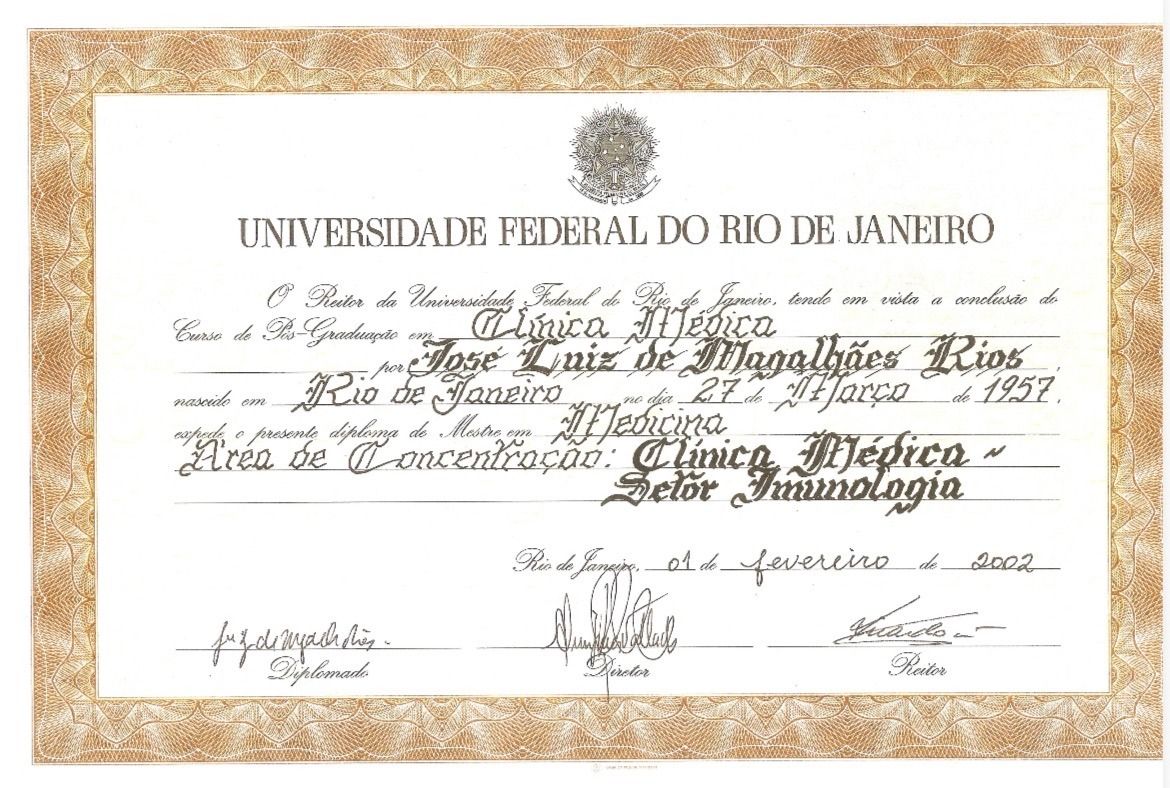 UNIVERSIDADE FEDERAL DO RIO DE JANEIRO
O Reitor da Universidade Federal do Rio de Janeiro, tendo em vista a conclusão do
Curso de Pós-Graduação em Clínica Médica
por José Luiz de Magalhães Rios,
nascido em Rio de Janeiro no dia 27 de Março de 1957,
expede o presente diploma de Mestre em Medicina
Área de Concentração: Clínica Médica ~
Setor Imunologia
Rio de Janeiro, 01 de fevereiro de 2002
Diplomado Diretor Reitor